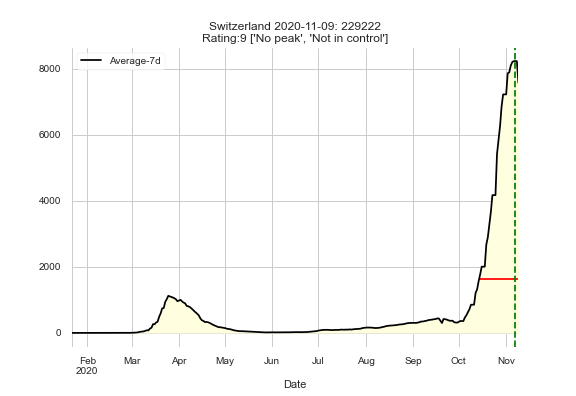 Switzerland 2020-11-09: 229222
Rating:9 ['No peak', 'Not in control']
Average-7d
8000
6000
4000
2000
0
Feb Mar Apr May Jun Jul Aug Sep Oct Nov
2020
Date